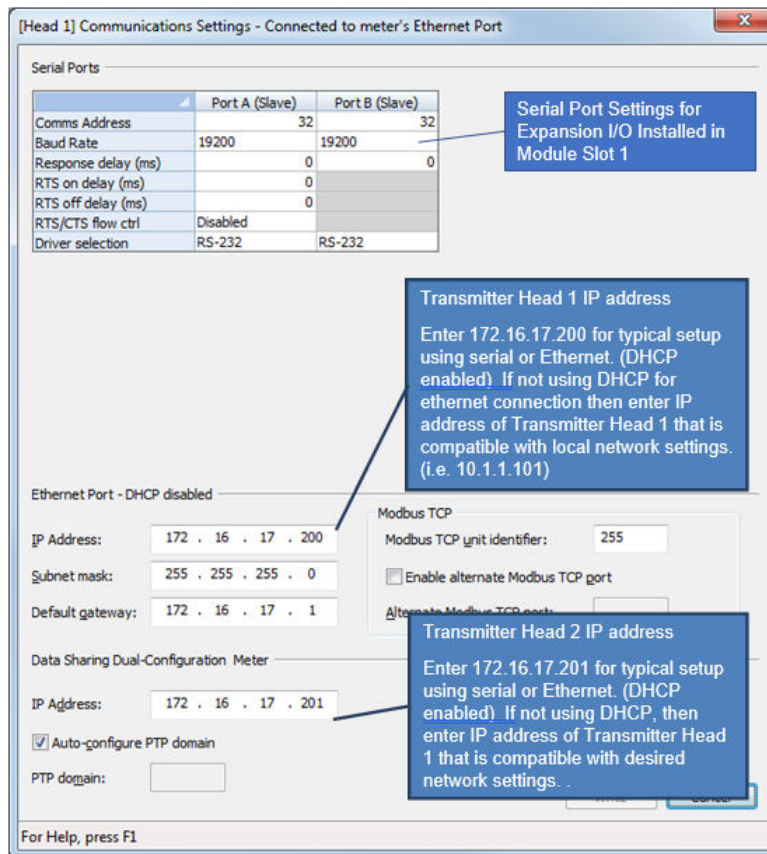 [Head 1] Communications Settings - Connected to meter's Ethernet Port
Serial Ports
Port A (Slave) Port B (Slave)
Comms Address 32 32
Baud Rate 19200 19200
Response delay (ms) 0 0
RTS on delay (ms) 0
RTS off delay (ms) 0
RTS/CTS flow ctrl Disabled
Driver selection RS-232 RS-232
Serial Port Settings for
Expansion I/O Installed in
Module Slot 1
Transmitter Head 1 IP address
Enter 172.16.17.200 for typical setup
using serial or Ethernet. (DHCP
enabled) If not using DHCP for
ethernet connection then enter IP
address of Transmitter Head 1 that is
compatible with local network settings.
(i.e. 10.1.1.101)
Ethernet Port - DHCP disabled
IP Address: 172 . 16 . 17 . 200
Subnet mask: 255 . 255 . 255 . 0
Default gateway: 172 . 16 . 17 . 1
Modbus TCP
Modbus TCP unit identifier: 255
Enable alternate Modbus TCP port
Alternate Modbus TCP port:
Data Sharing Dual-Configuration Meter
IP Address: 172 . 16 . 17 . 201
Auto-configure PTP domain
PTP domain:
Transmitter Head 2 IP address
Enter 172.16.17.201 for typical setup
using serial or Ethernet. (DHCP
enabled) If not using DHCP, then
enter IP address of Transmitter Head
1 that is compatible with desired
network settings. .
For Help, press F1